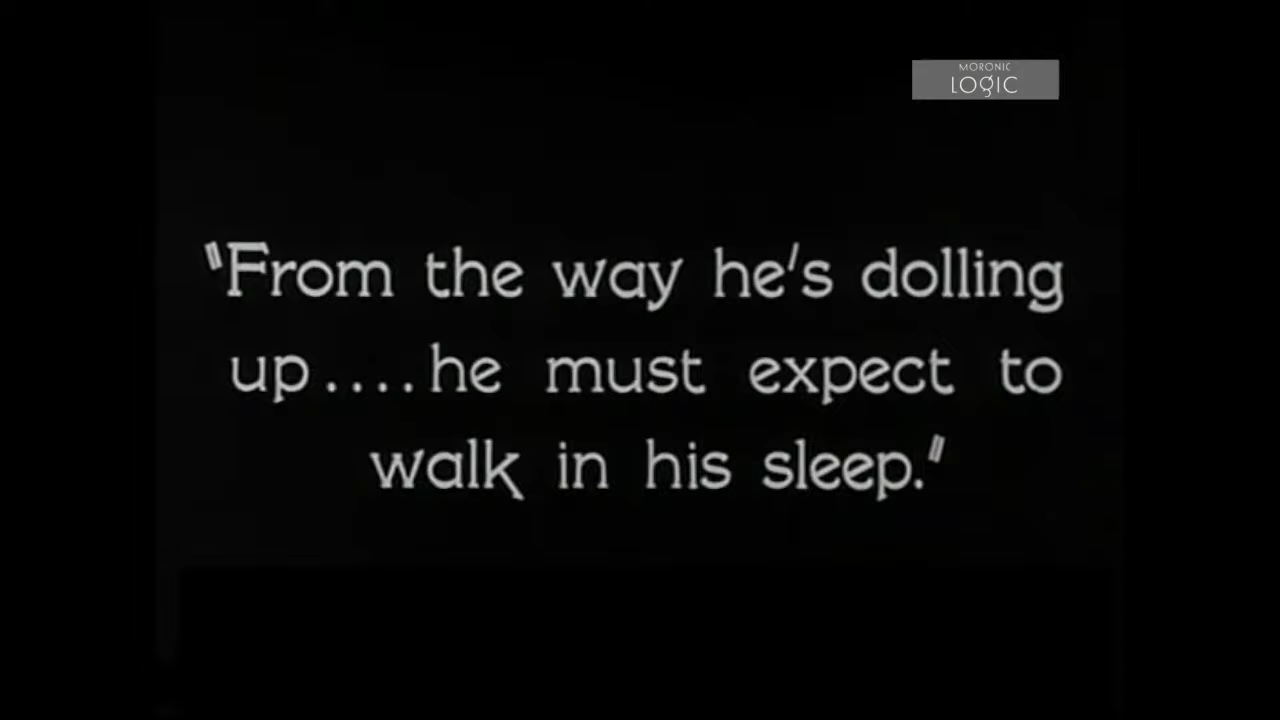 MORONIC
LOGIC
"From the way he's dolling
up....he must expect to
walk in his sleep."